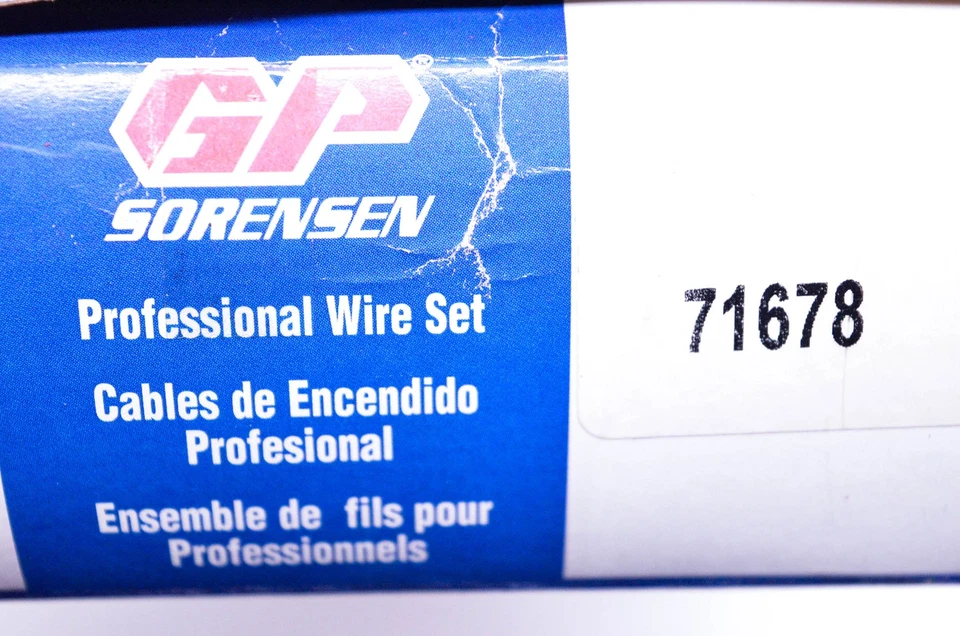 GP®
SORENSEN
Professional Wire Set
Cables de Encendido
Profesional
Ensemble de fils pour
Professionnels
71678